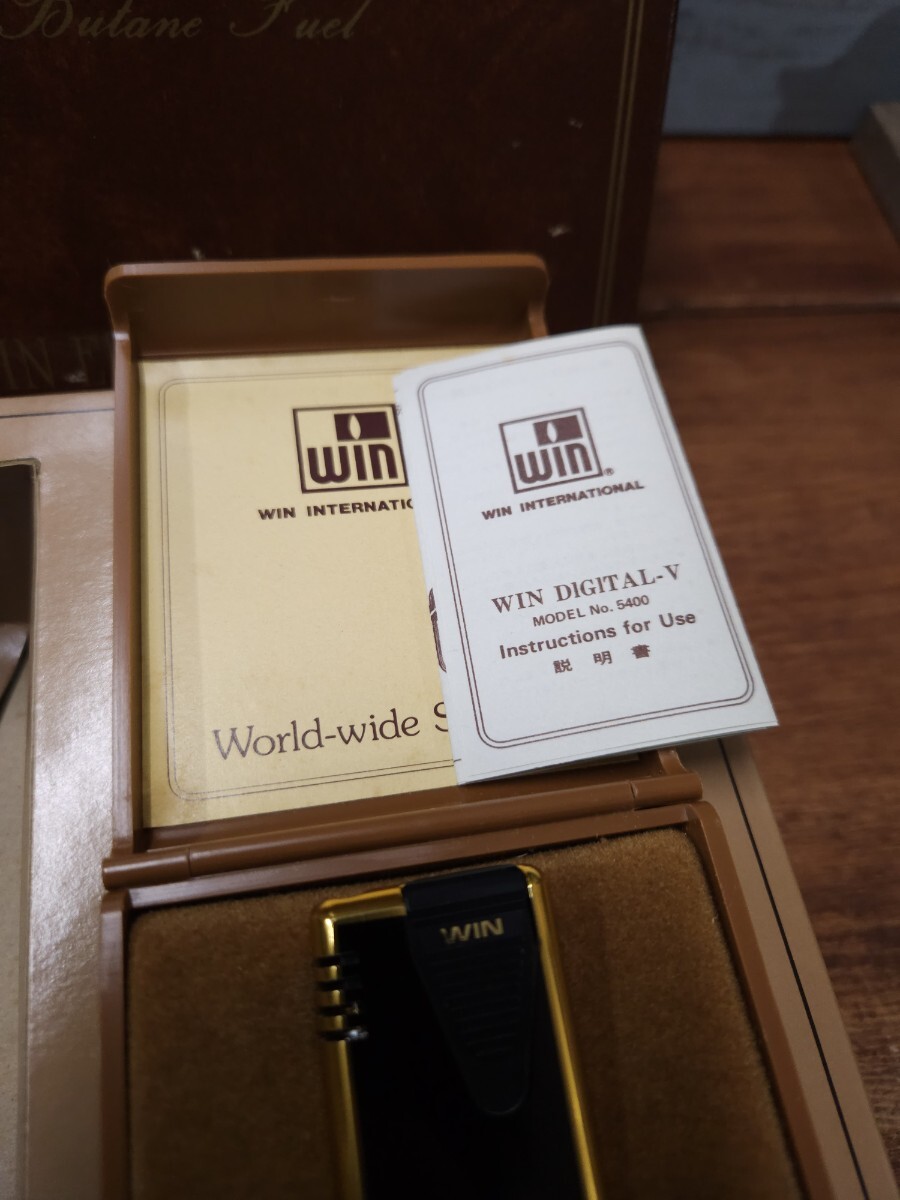 Butane Fuel
WIN
WIN INTERNATIO
World-wide S
WIN®
WIN INTERNATIONAL
WIN DIGITAL-V
MODEL No. 5400
Instructions for Use
説明書
WIN